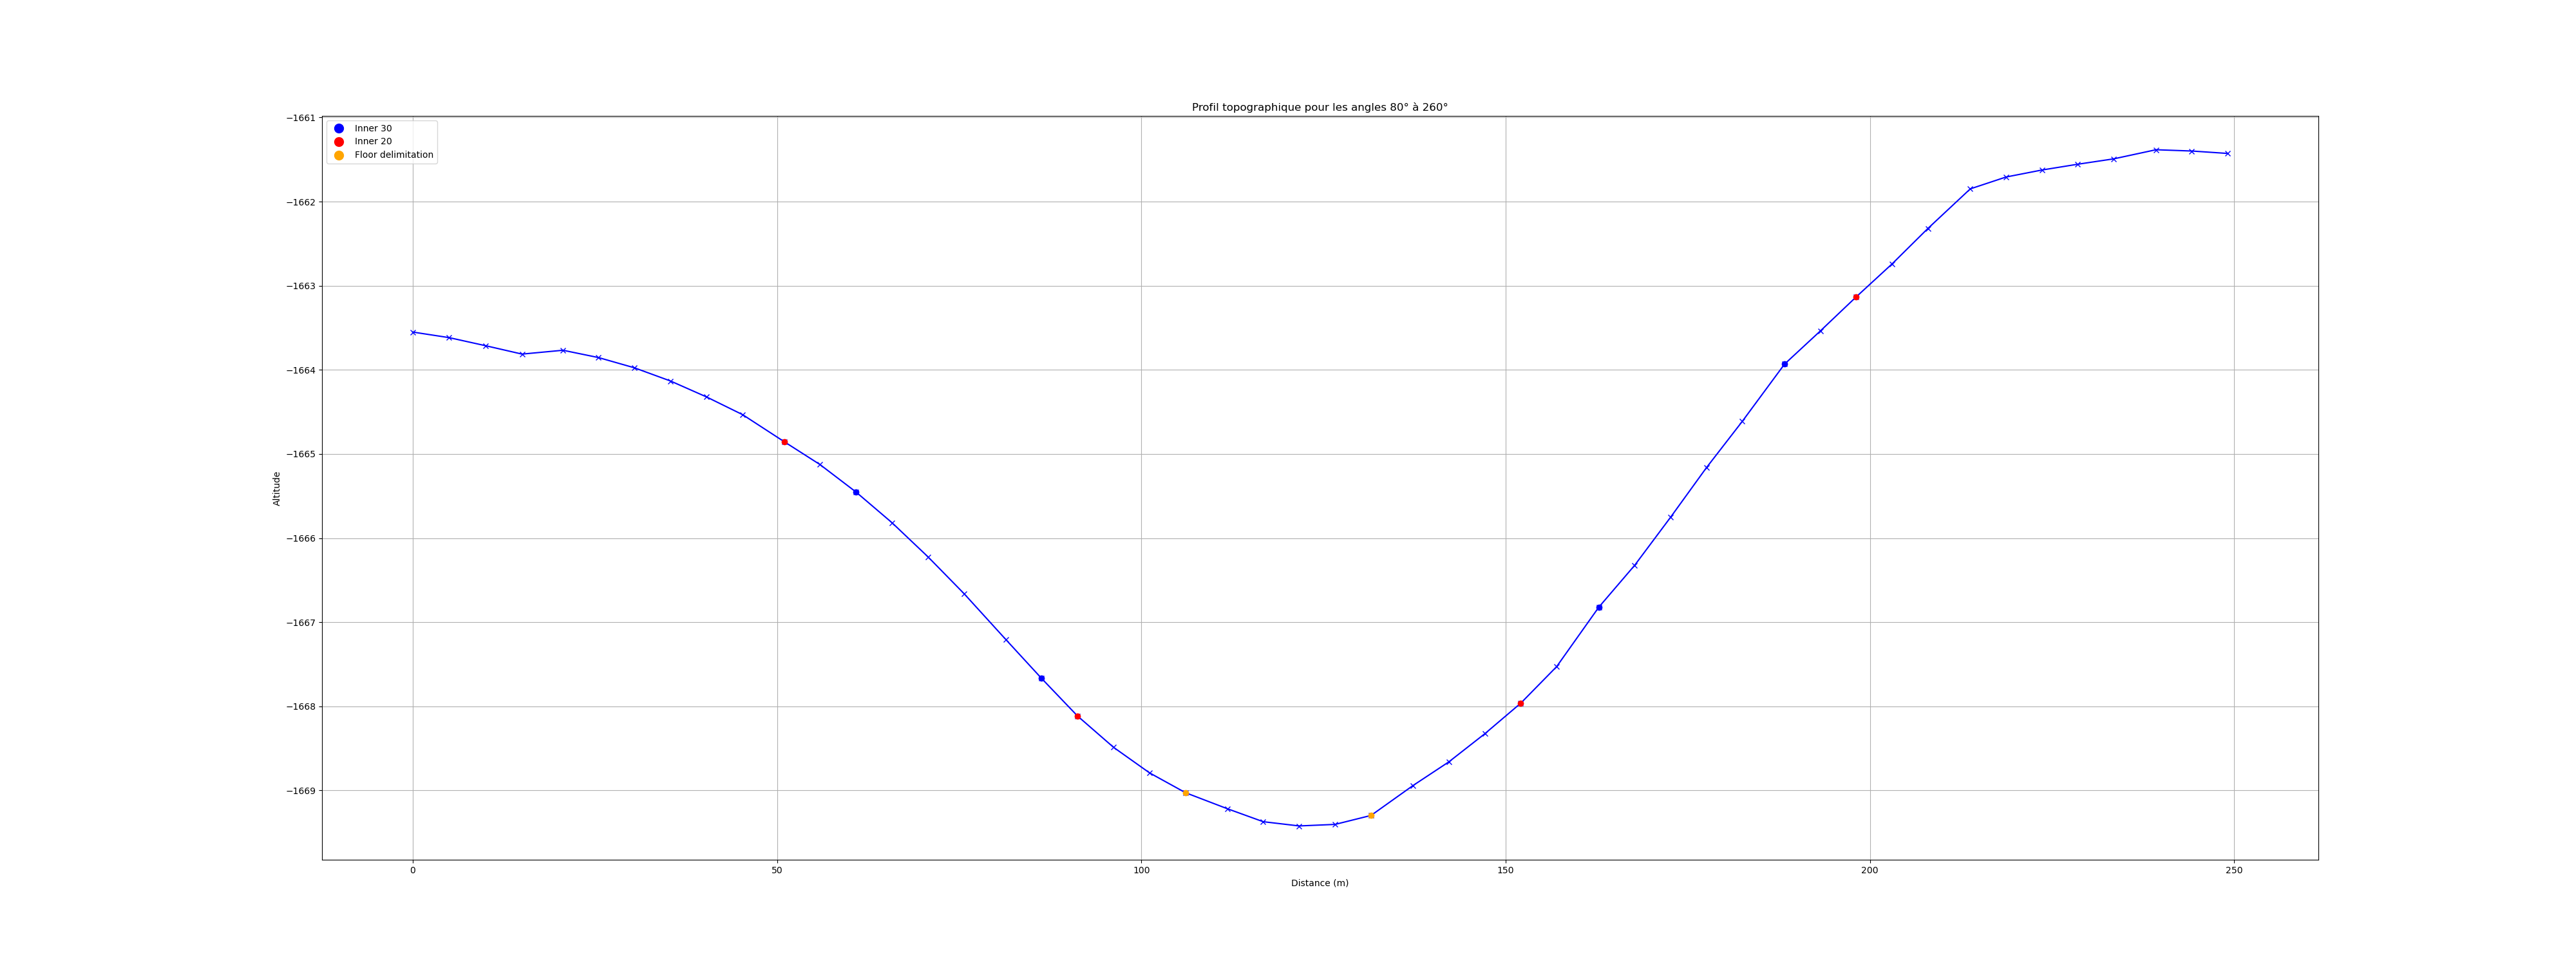 Profil topographique pour les angles 80° à 260°
Inner 30
Inner 20
Floor delimitation
Altitude
−1661
−1662
−1663
−1664
−1665
−1666
−1667
−1668
−1669
0
50
100
150
200
250
Distance (m)